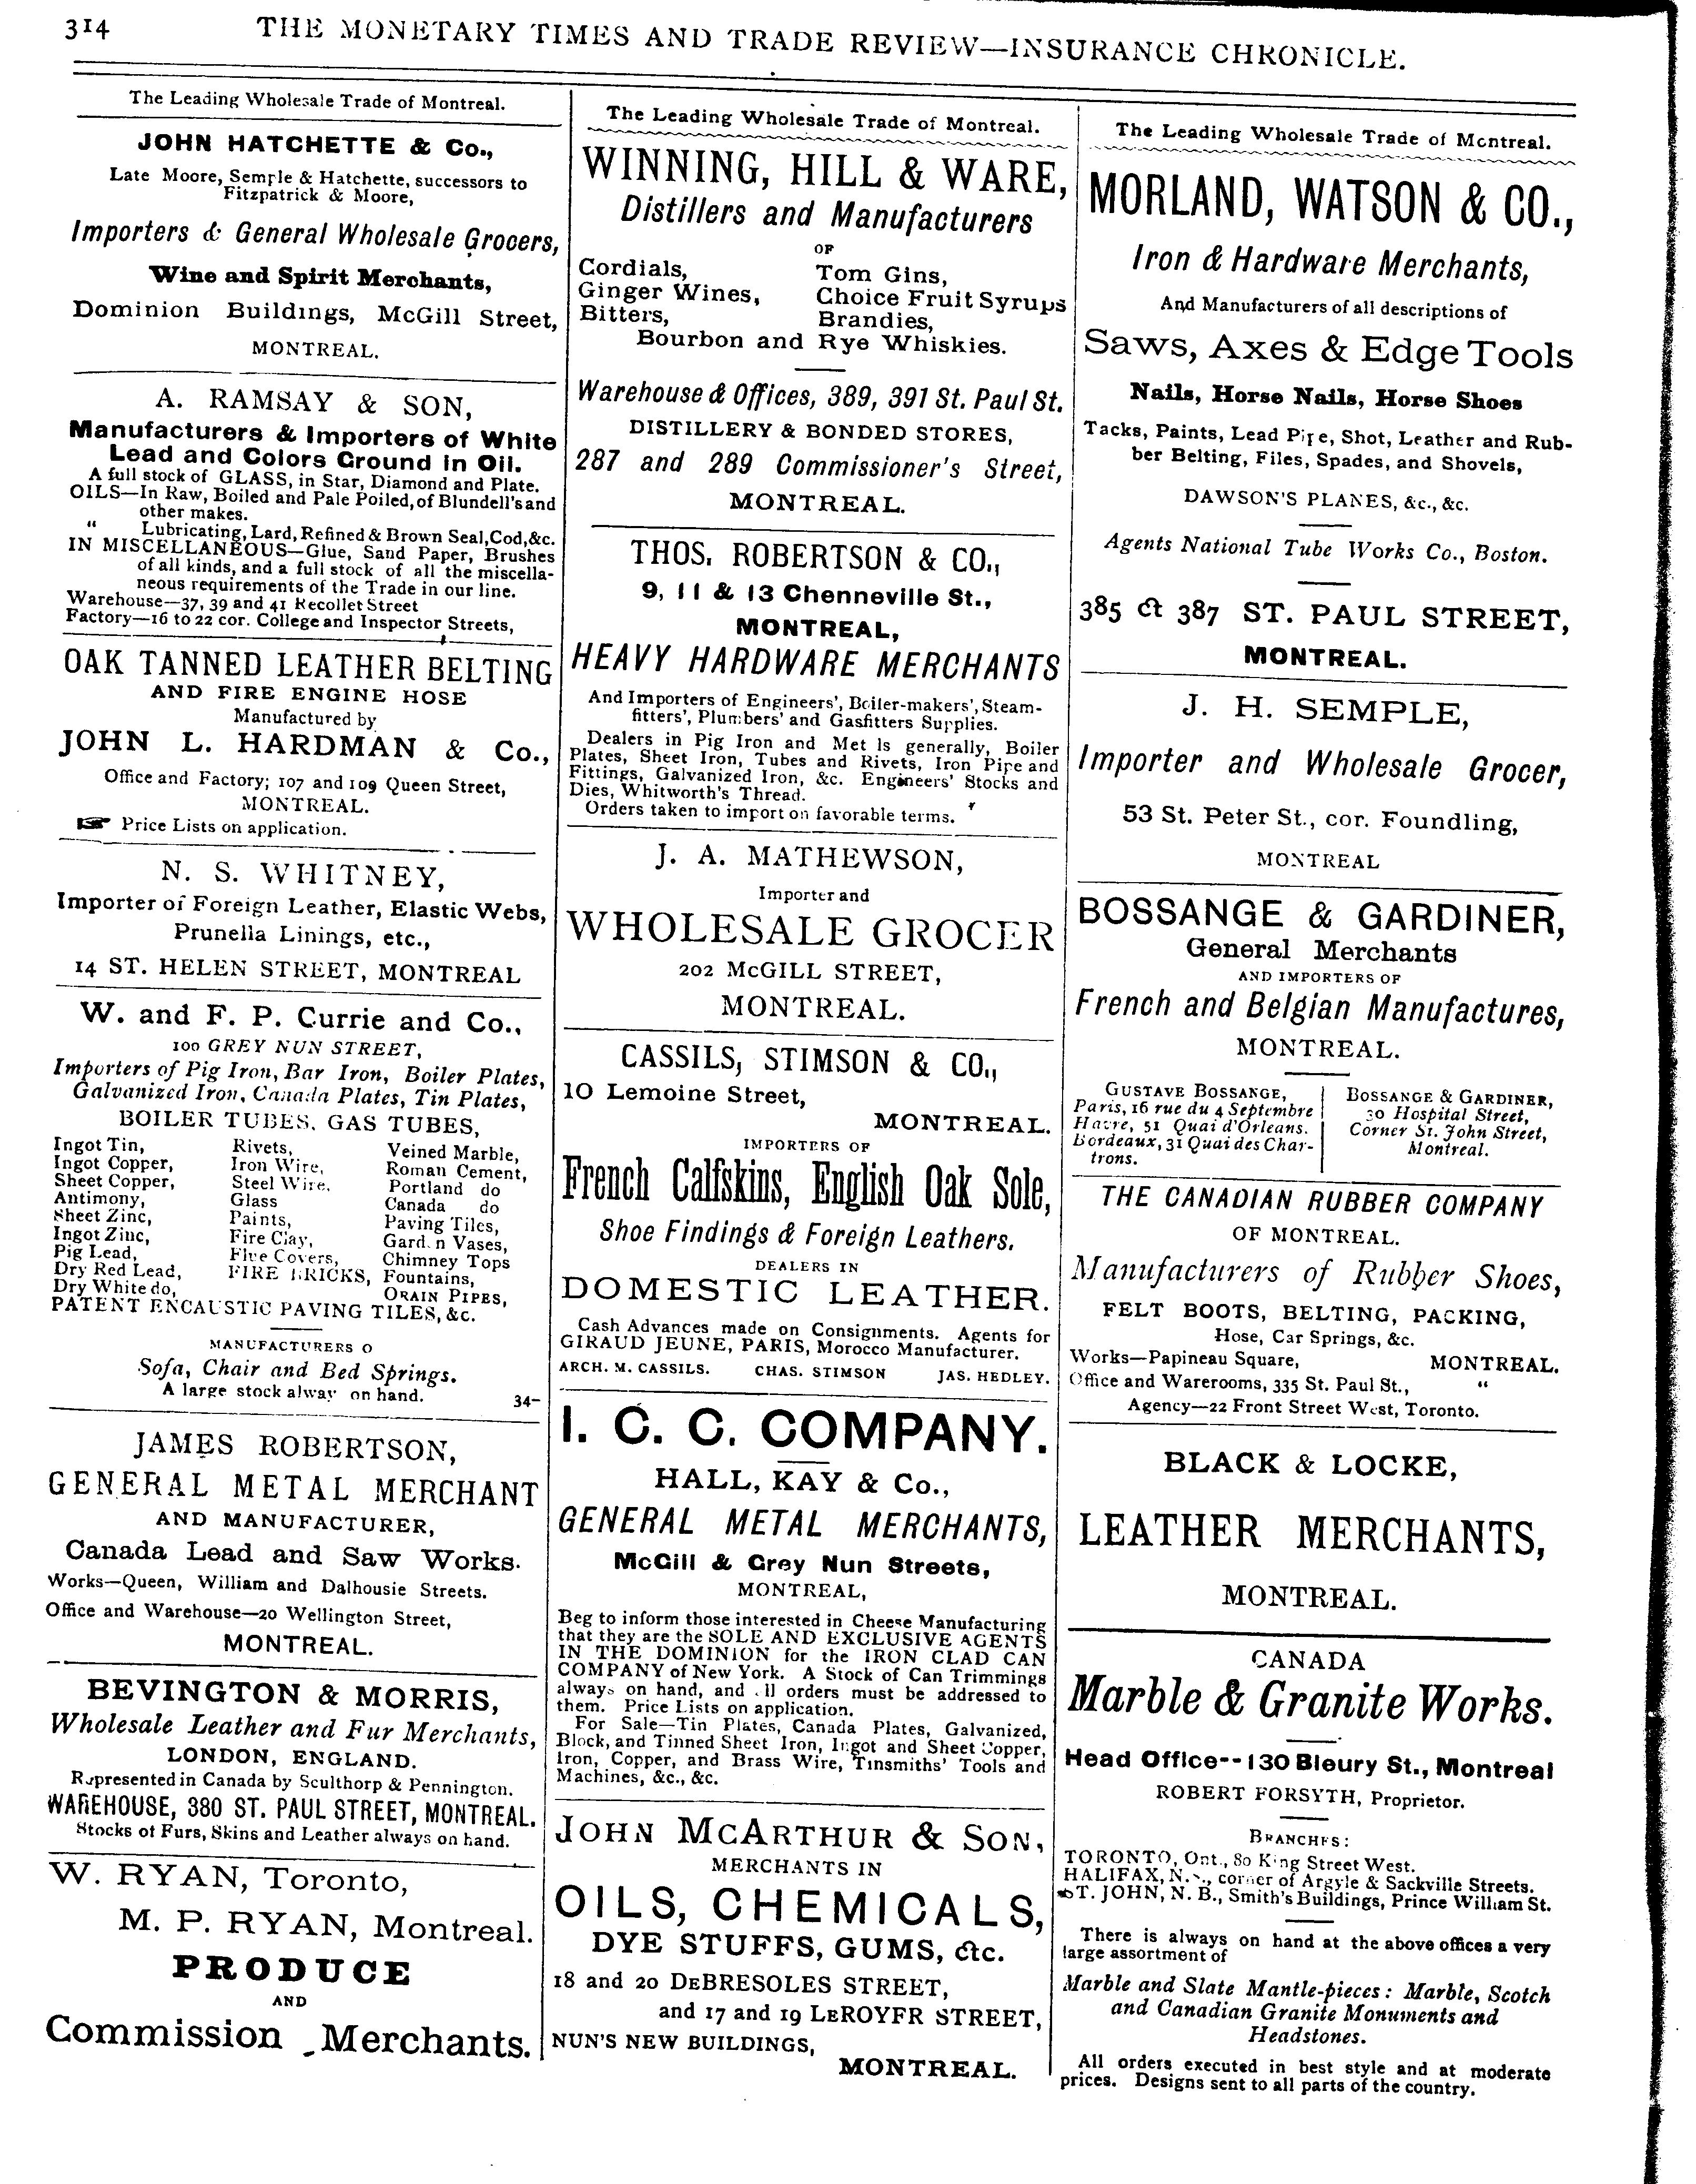 314
THE MONETARY TIMES AND TRADE REVIEW—INSURANCE CHRONICLE.
The Leading Wholesale Trade of Montreal.
JOHN HATCHETTE & Co.,
Late Moore, Semple & Hatchette, successors to
Fitzpatrick & Moore,
Importers & General Wholesale Grocers,
Wine and Spirit Merchants,
Dominion Buildings, McGill Street,
MONTREAL.
A. RAMSAY & SON,
Manufacturers & Importers of White
Lead and Colors Ground in Oil.
A full stock of GLASS, in Star, Diamond and Plate.
OILS—In Raw, Boiled and Pale Poiled, of Blundell's and
other makes.
" Lubricating, Lard, Refined & Brown Seal, Cod, &c.
IN MISCELLANEOUS—Glue, Sand Paper, Brushes
of all kinds, and a full stock of all the miscella-
neous requirements of the Trade in our line.
Warehouse—37, 39 and 41 Recollet Street
Factory—16 to 22 cor. College and Inspector Streets,
OAK TANNED LEATHER BELTING
AND FIRE ENGINE HOSE
Manufactured by
JOHN L. HARDMAN & Co.,
Office and Factory; 107 and 109 Queen Street,
MONTREAL.
☞ Price Lists on application.
N. S. WHITNEY,
Importer of Foreign Leather, Elastic Webs,
Prunella Linings, etc.,
14 ST. HELEN STREET, MONTREAL
W. and F. P. Currie and Co.,
100 GREY NUN STREET,
Importers of Pig Iron, Bar Iron, Boiler Plates,
Galvanized Iron, Canada Plates, Tin Plates,
BOILER TUBES, GAS TUBES,
Ingot Tin, Rivets, Veined Marble,
Ingot Copper, Iron Wire, Roman Cement,
Sheet Copper, Steel Wire, Portland do
Antimony, Glass Canada do
Sheet Zinc, Paints, Paving Tiles,
Ingot Zinc, Fire Clay, Gard n Vases,
Pig Lead, Flue Covers, Chimney Tops
Dry Red Lead, FIRE BRICKS, Fountains,
Dry White do, ORAIN PIPES,
PATENT ENCAUSTIC PAVING TILES, &c.
MANUFACTURERS O
Sofa, Chair and Bed Springs.
A large stock alway on hand. 34-
JAMES ROBERTSON,
GENERAL METAL MERCHANT
AND MANUFACTURER,
Canada Lead and Saw Works.
Works—Queen, William and Dalhousie Streets.
Office and Warehouse—20 Wellington Street,
MONTREAL.
BEVINGTON & MORRIS,
Wholesale Leather and Fur Merchants,
LONDON, ENGLAND.
Represented in Canada by Sculthorp & Pennington.
WAREHOUSE, 380 ST. PAUL STREET, MONTREAL.
Stocks of Furs, Skins and Leather always on hand.
W. RYAN, Toronto,
M. P. RYAN, Montreal.
PRODUCE
AND
Commission Merchants.
The Leading Wholesale Trade of Montreal.
WINNING, HILL & WARE,
Distillers and Manufacturers
OF
Cordials, Tom Gins,
Ginger Wines, Choice Fruit Syrups
Bitters, Brandies,
Bourbon and Rye Whiskies.
Warehouse & Offices, 389, 391 St. Paul St.
DISTILLERY & BONDED STORES,
287 and 289 Commissioner's Street,
MONTREAL.
THOS. ROBERTSON & CO.,
9, 11 & 13 Chenneville St.,
MONTREAL,
HEAVY HARDWARE MERCHANTS
And Importers of Engineers', Boiler-makers', Steam-
fitters', Plumbers' and Gasfitters Supplies.
Dealers in Pig Iron and Met ls generally, Boiler
Plates, Sheet Iron, Tubes and Rivets, Iron Pipe and
Fittings, Galvanized Iron, &c. Engineers' Stocks and
Dies, Whitworth's Thread.
Orders taken to import on favorable terms.
J. A. MATHEWSON,
Importer and
WHOLESALE GROCER
202 McGILL STREET,
MONTREAL.
CASSILS, STIMSON & CO.,
10 Lemoine Street,
MONTREAL.
IMPORTERS OF
French Calfskins, English Oak Sole,
Shoe Findings & Foreign Leathers.
DEALERS IN
DOMESTIC LEATHER.
Cash Advances made on Consignments. Agents for
GIRAUD JEUNE, PARIS, Morocco Manufacturer.
ARCH. M. CASSILS. CHAS. STIMSON JAS. HEDLEY.
I. C. C. COMPANY.
HALL, KAY & Co.,
GENERAL METAL MERCHANTS,
McGill & Grey Nun Streets,
MONTREAL,
Beg to inform those interested in Cheese Manufacturing
that they are the SOLE AND EXCLUSIVE AGENTS
IN THE DOMINION for the IRON CLAD CAN
COMPANY of New York. A Stock of Can Trimmings
always on hand, and ll orders must be addressed to
them. Price Lists on application.
For Sale—Tin Plates, Canada Plates, Galvanized,
Block, and Tinned Sheet Iron, Ingot and Sheet Copper,
Iron, Copper, and Brass Wire, Tinsmiths' Tools and
Machines, &c., &c.
JOHN MCARTHUR & SON,
MERCHANTS IN
OILS, CHEMICALS,
DYE STUFFS, GUMS, &c.
18 and 20 DEBRESOLES STREET,
and 17 and 19 LEROYFR STREET,
NUN'S NEW BUILDINGS,
MONTREAL.
The Leading Wholesale Trade of Montreal.
MORLAND, WATSON & CO.,
Iron & Hardware Merchants,
And Manufacturers of all descriptions of
Saws, Axes & Edge Tools
Nails, Horse Nails, Horse Shoes
Tacks, Paints, Lead Pipe, Shot, Leather and Rub-
ber Belting, Files, Spades, and Shovels,
DAWSON'S PLANES, &c., &c.
Agents National Tube Works Co., Boston.
385 & 387 ST. PAUL STREET,
MONTREAL.
J. H. SEMPLE,
Importer and Wholesale Grocer,
53 St. Peter St., cor. Foundling,
MONTREAL
BOSSANGE & GARDINER,
General Merchants
AND IMPORTERS OF
French and Belgian Manufactures,
MONTREAL.
GUSTAVE BOSSANGE,
Paris, 16 rue du 4 Septembre
Havre, 51 Quai d'Orleans.
Bordeaux, 31 Quai des Char-
trons.
BOSSANGE & GARDINER,
30 Hospital Street,
Corner St. John Street,
Montreal.
THE CANADIAN RUBBER COMPANY
OF MONTREAL.
Manufacturers of Rubber Shoes,
FELT BOOTS, BELTING, PACKING,
Hose, Car Springs, &c.
Works—Papineau Square, MONTREAL.
Office and Warerooms, 335 St. Paul St., "
Agency—22 Front Street West, Toronto.
BLACK & LOCKE,
LEATHER MERCHANTS,
MONTREAL.
CANADA
Marble & Granite Works.
Head Office--130 Bleury St., Montreal
ROBERT FORSYTH, Proprietor.
BRANCHES:
TORONTO, Ont., 80 King Street West.
HALIFAX, N. ., corner of Argyle & Sackville Streets.
ST. JOHN, N. B., Smith's Buildings, Prince William St.
There is always on hand at the above offices a very
large assortment of
Marble and Slate Mantle-pieces: Marble, Scotch
and Canadian Granite Monuments and
Headstones.
All orders executed in best style and at moderate
prices. Designs sent to all parts of the country.